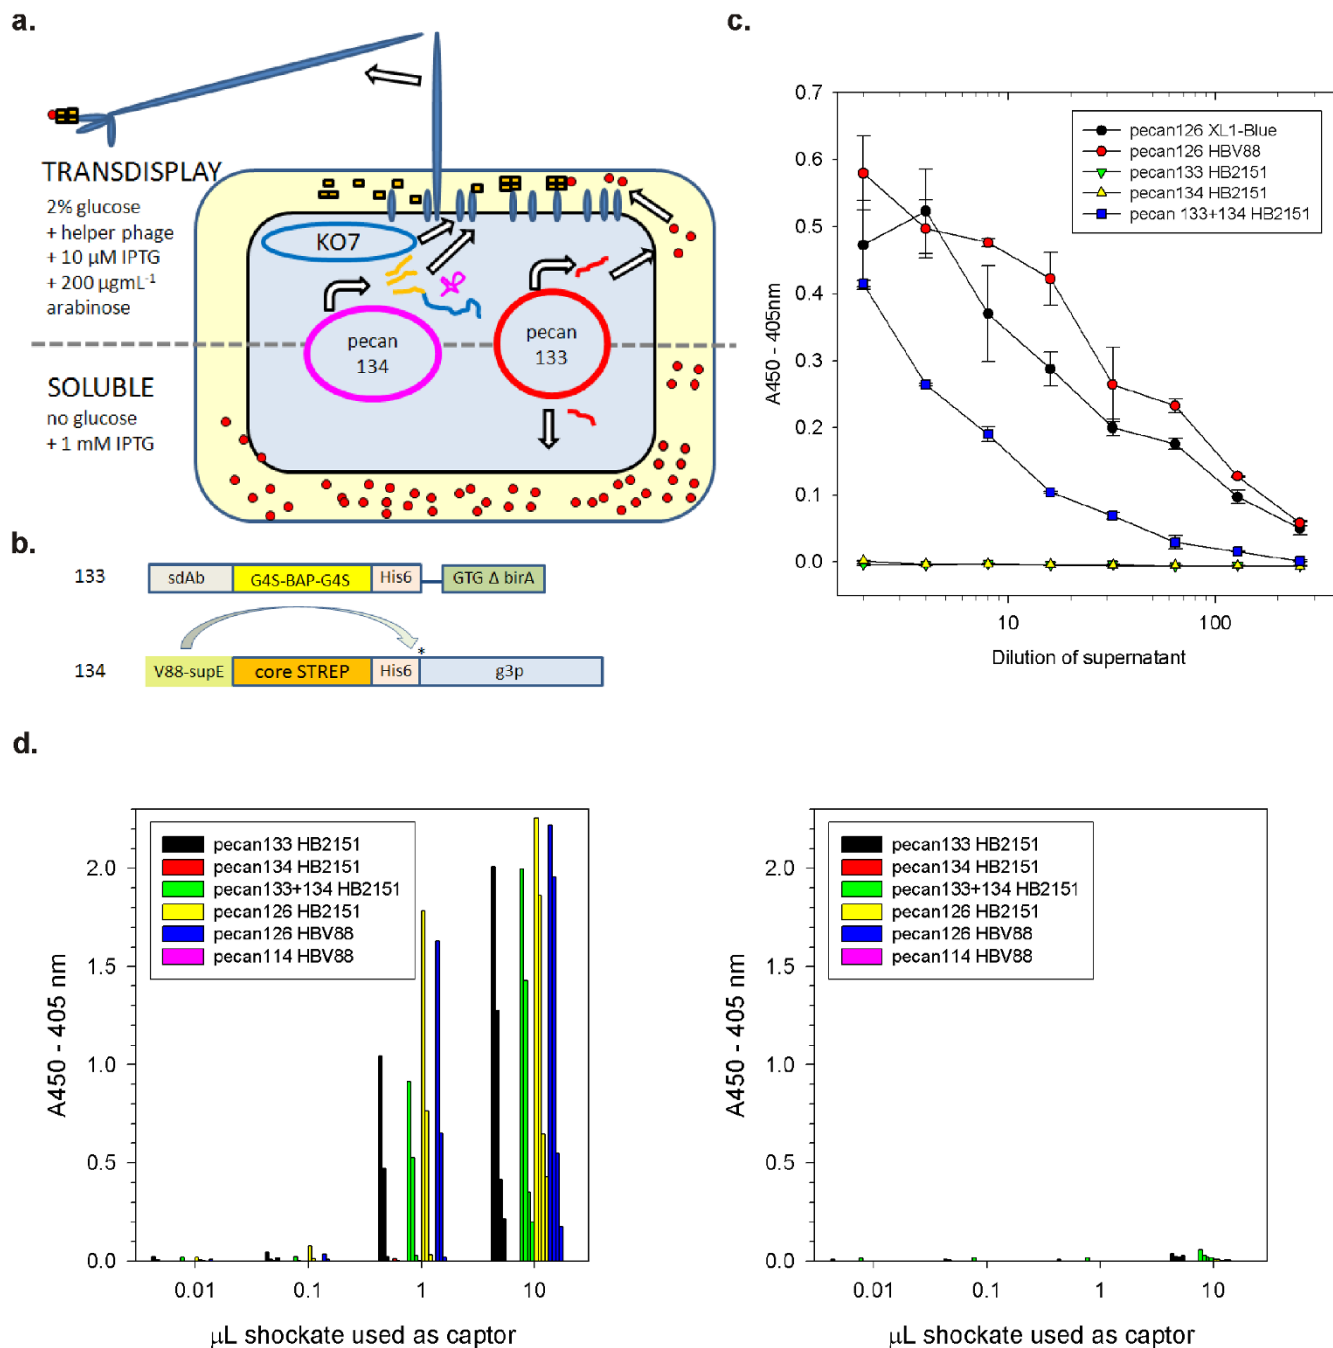 a.
TRANSDISPLAY
2% glucose
+ helper phage
+ 10 µM IPTG
+ 200 µgmL⁻¹
arabinose
KO7
pecan
134
pecan
133
SOLUBLE
no glucose
+ 1 mM IPTG
b.
133
sdAb
G4S-BAP-G4S
His6
GTG Δ birA
*
134
V88-supE
core STREP
His6
g3p
c.
0.7
0.6
0.5
0.4
0.3
0.2
0.1
0.0
A450 - 405nm
pecan126 XL1-Blue
pecan126 HBV88
pecan133 HB2151
pecan134 HB2151
pecan 133+134 HB2151
10
100
Dilution of supernatant
d.
pecan133 HB2151
pecan134 HB2151
pecan133+134 HB2151
pecan126 HB2151
pecan126 HBV88
pecan114 HBV88
2.0
1.5
1.0
0.5
0.0
A450 - 405 nm
0.01
0.1
1
10
µL shockate used as captor
pecan133 HB2151
pecan134 HB2151
pecan133+134 HB2151
pecan126 HB2151
pecan126 HBV88
pecan114 HBV88
2.0
1.5
1.0
0.5
0.0
A450 - 405 nm
0.01
0.1
1
10
µL shockate used as captor